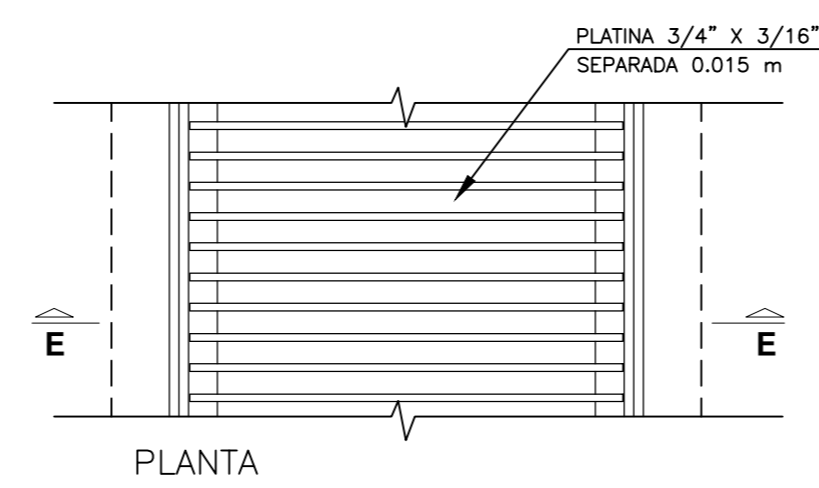 PLATINA 3/4” X 3/16”
SEPARADA 0.015 m
E
E
PLANTA